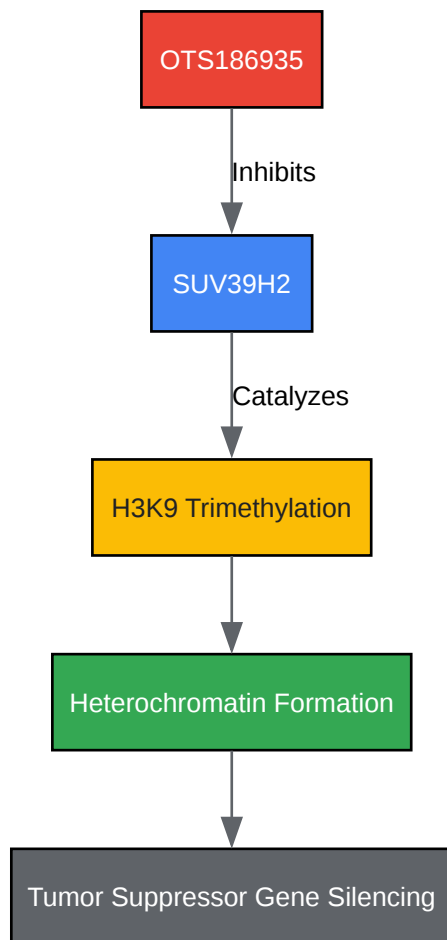 OTS186935
Inhibits
SUV39H2
Catalyzes
H3K9 Trimethylation
Heterochromatin Formation
Tumor Suppressor Gene Silencing